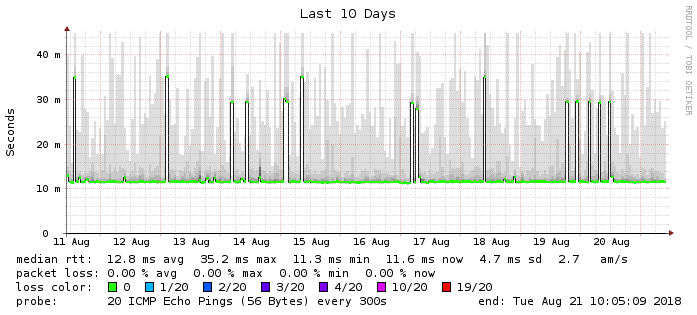 Last 10 Days
RRDTOOL / TOBI OETIKER
Seconds
40 m
30 m
20 m
10 m
0
11 Aug 12 Aug 13 Aug 14 Aug 15 Aug 16 Aug 17 Aug 18 Aug 19 Aug 20 Aug
median rtt: 12.8 ms avg 35.2 ms max 11.3 ms min 11.6 ms now 4.7 ms sd 2.7 am/s
packet loss: 0.00 % avg 0.00 % max 0.00 % min 0.00 % now
loss color: 0 1/20 2/20 3/20 4/20 10/20 19/20
probe: 20 ICMP Echo Pings (56 Bytes) every 300s end: Tue Aug 21 10:05:09 2018